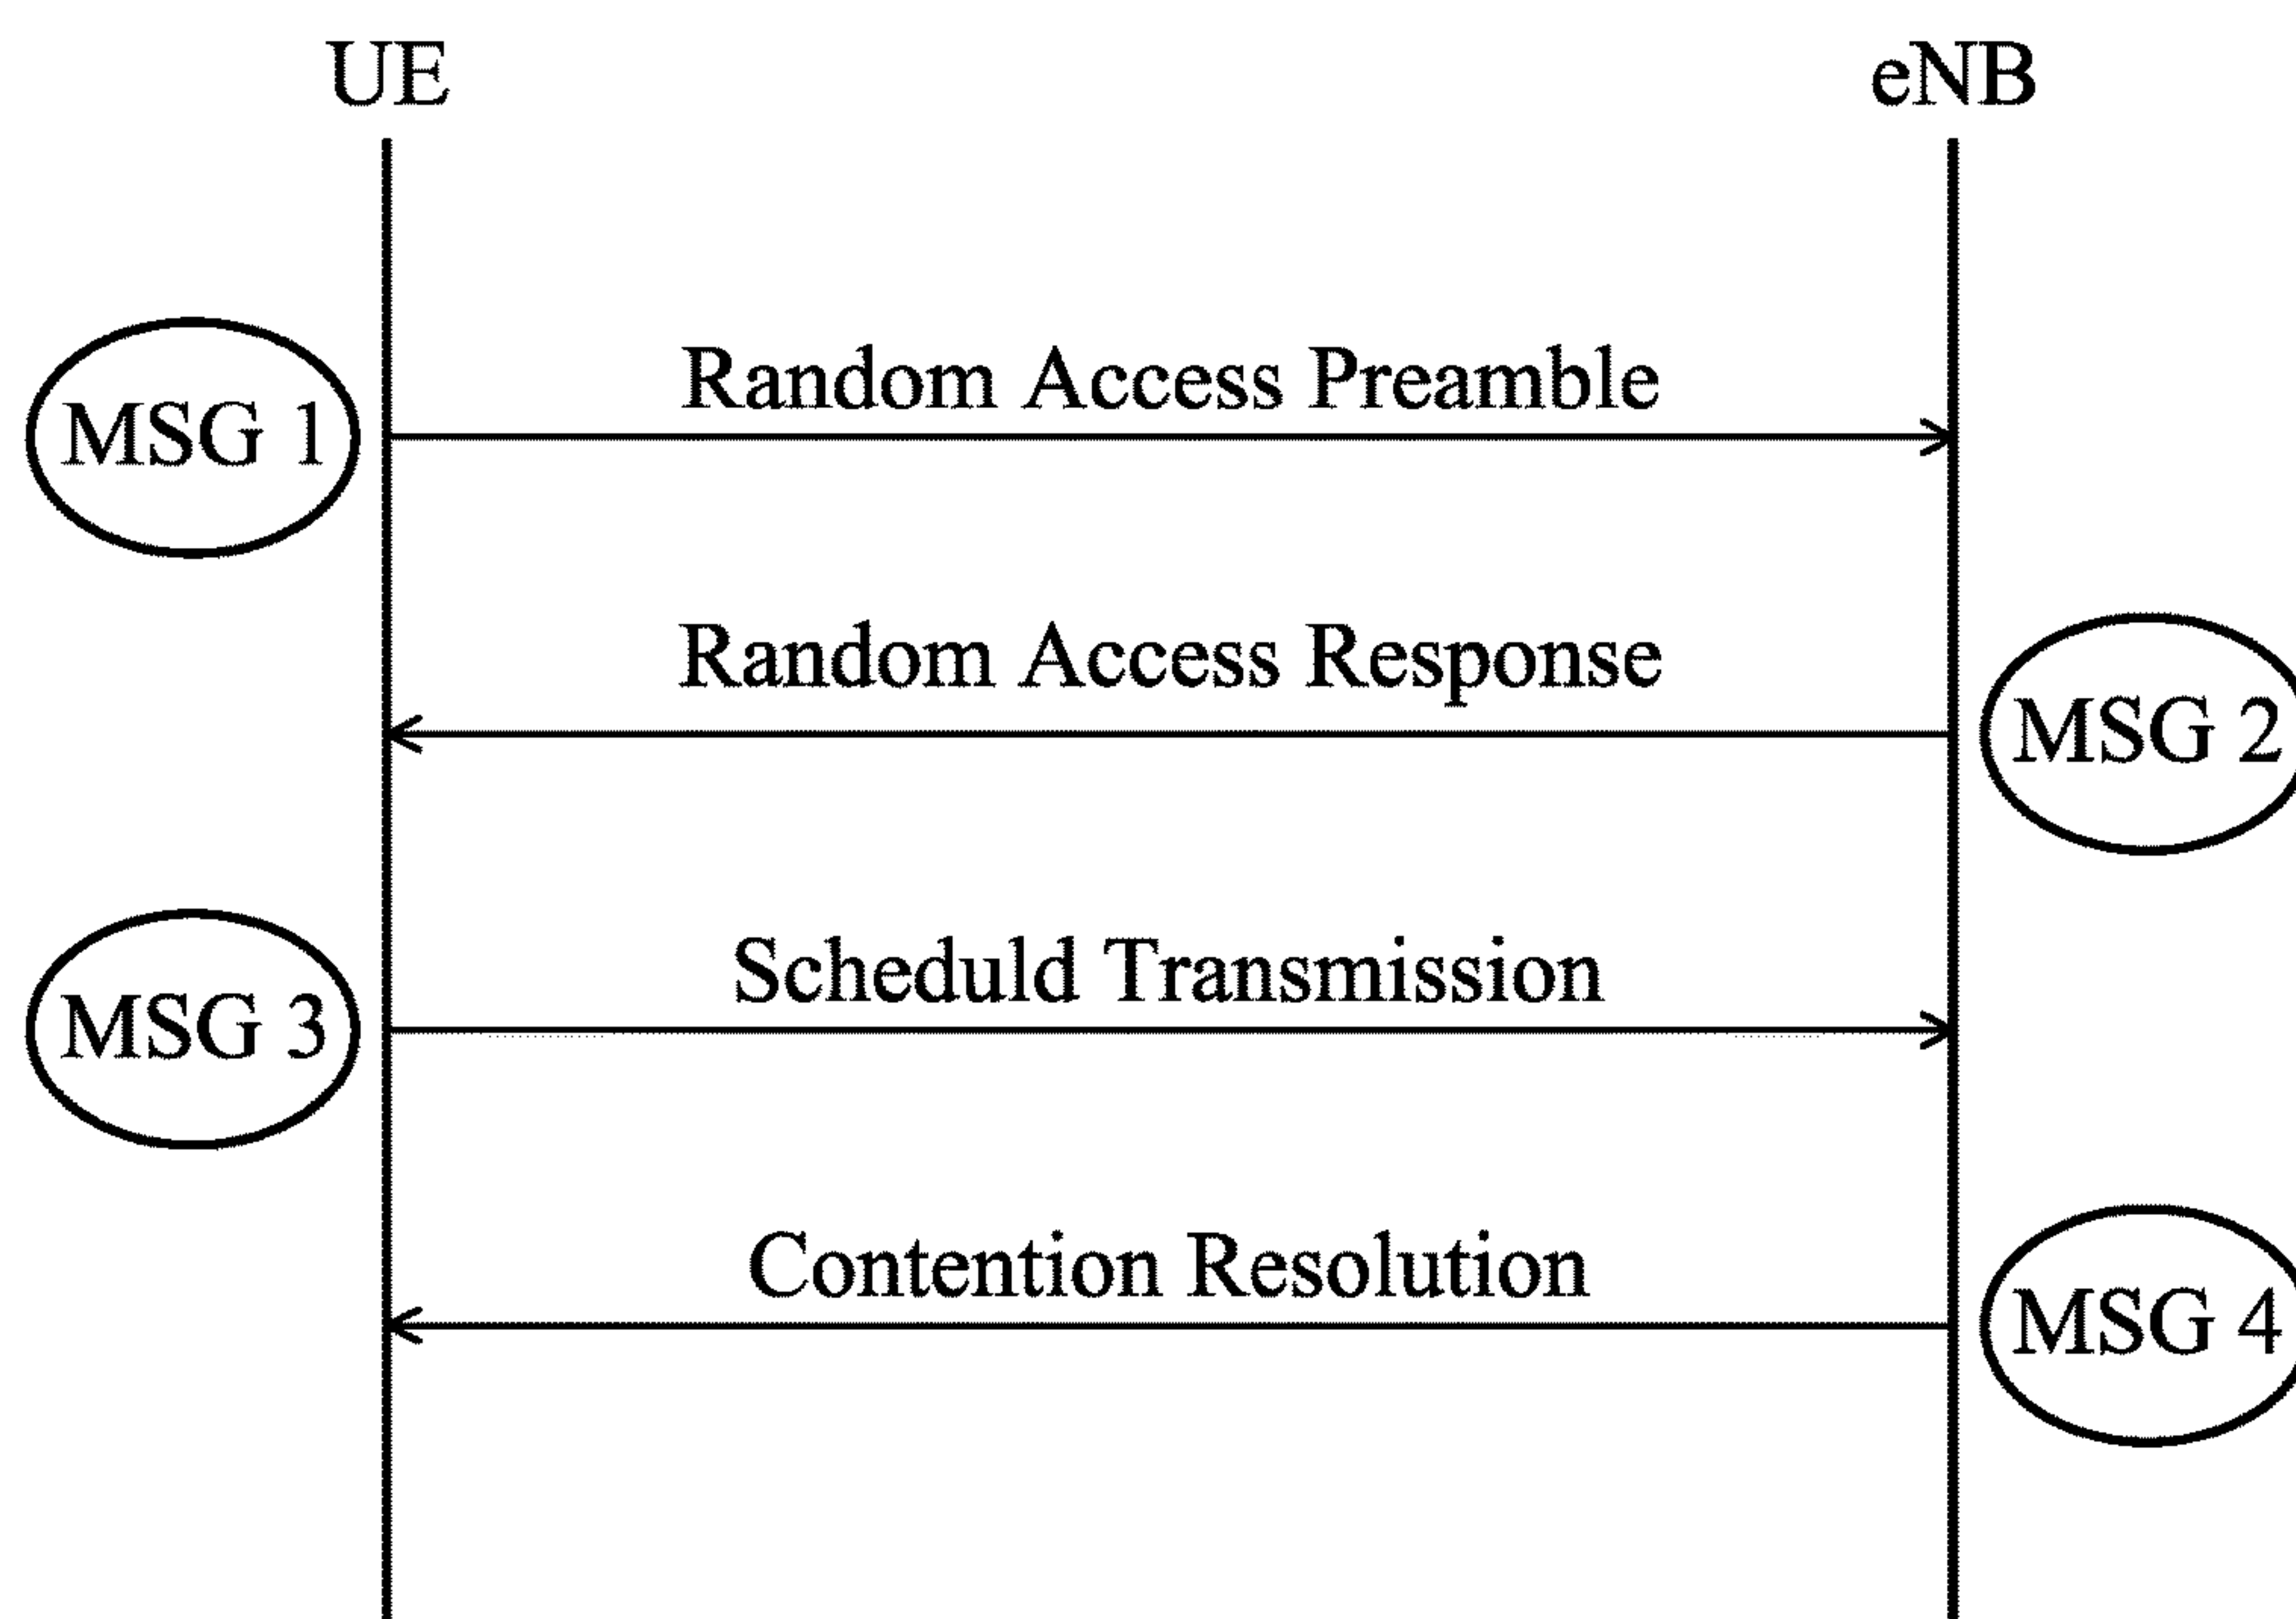 UE
eNB
Random Access Preamble
MSG 1
Random Access Response
MSG 2
Scheduld Transmission
MSG 3
Contention Resolution
MSG 4